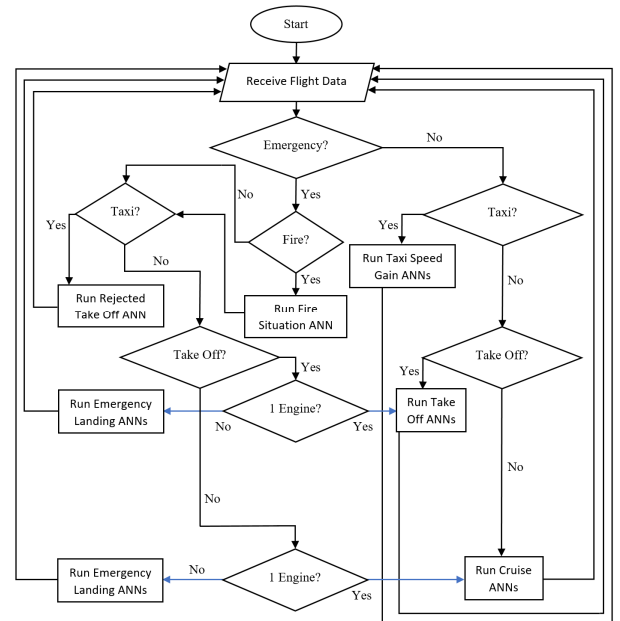 Start
Receive Flight Data
Emergency?
No
Yes
No
Taxi?
Taxi?
Yes
Fire?
Yes
Run Taxi Speed
Gain ANNs
No
Yes
No
Run Rejected
Take Off ANN
Run Fire
Situation ANN
Take Off?
Yes
Take Off?
Yes
Run Emergency
Landing ANNs
No
1 Engine?
Yes
Run Take
Off ANNs
No
No
Run Emergency
Landing ANNs
No
1 Engine?
Yes
Run Cruise
ANNs